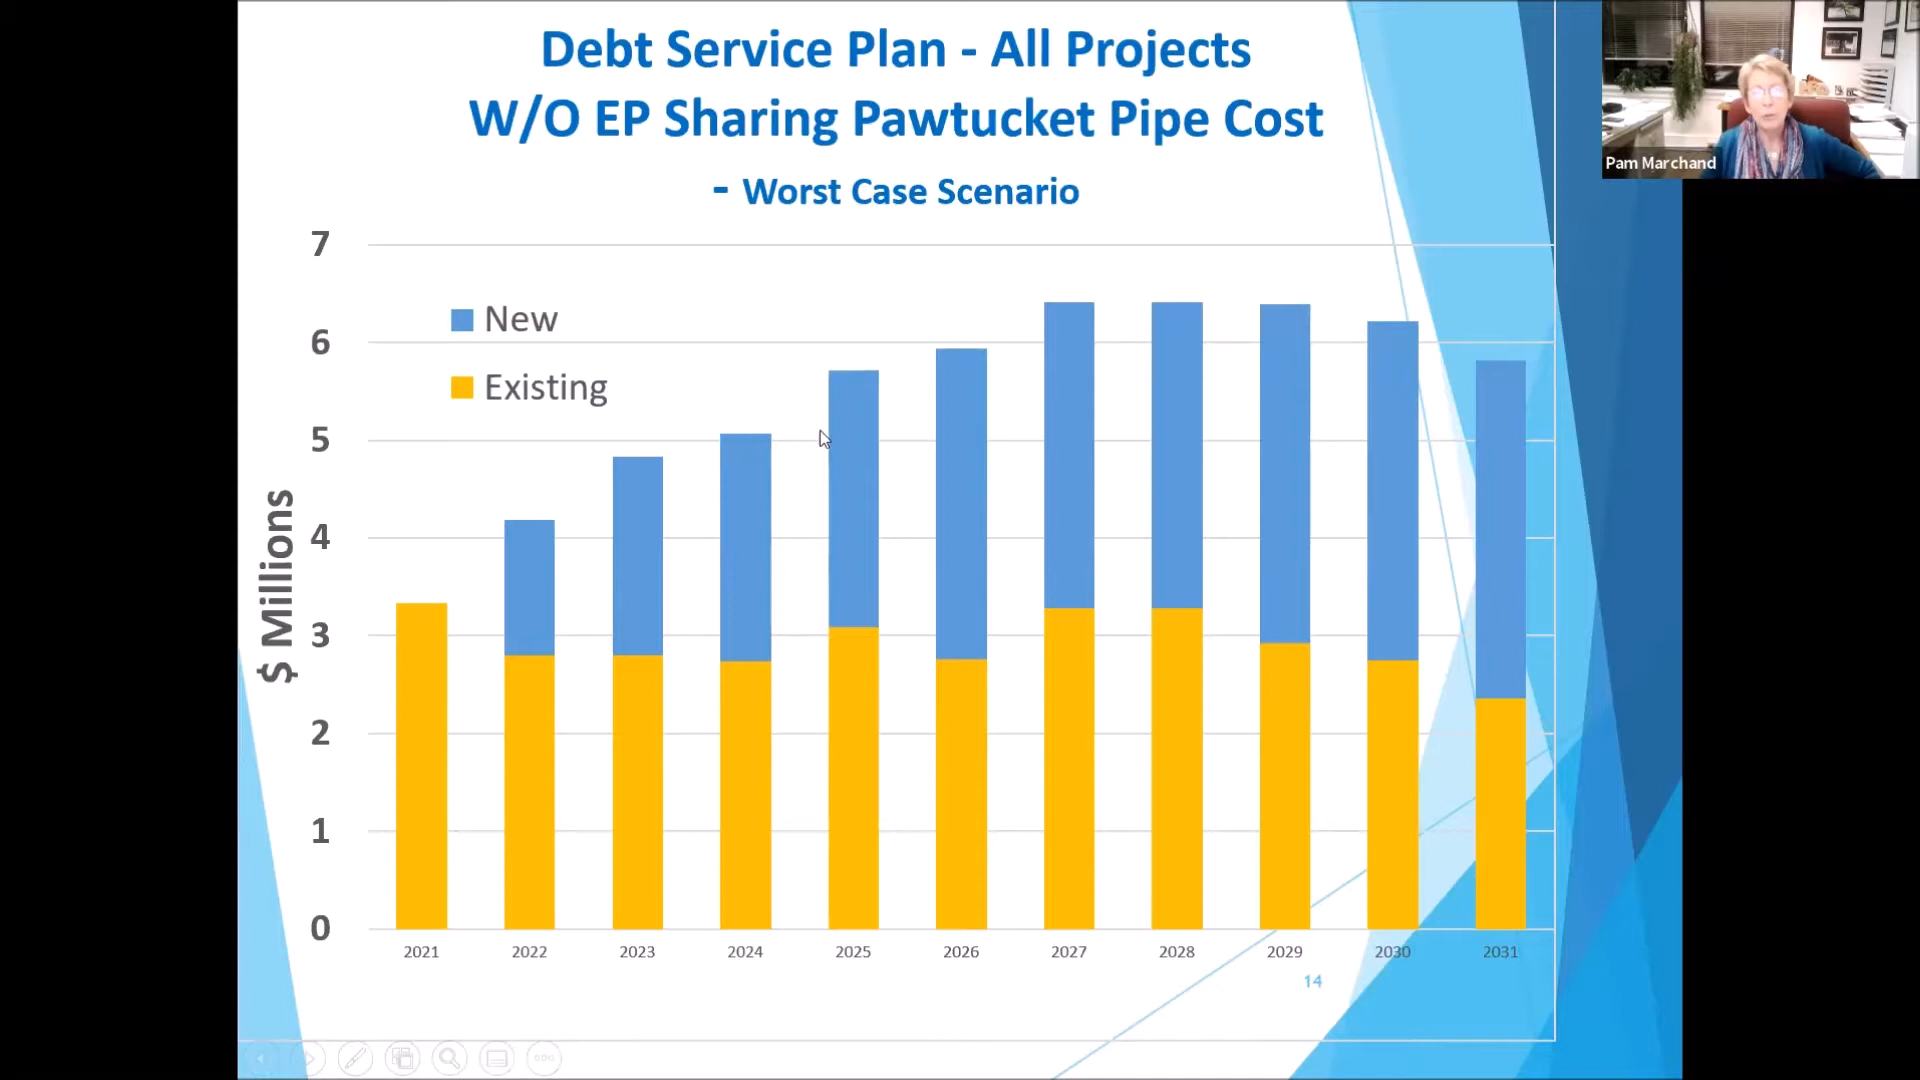 Debt Service Plan - All Projects
W/O EP Sharing Pawtucket Pipe Cost
- Worst Case Scenario
Pam Marchand
7
6
5
4
3
2
1
0
$ Millions
New
Existing
2021 2022 2023 2024 2025 2026 2027 2028 2029 2030 2031
14